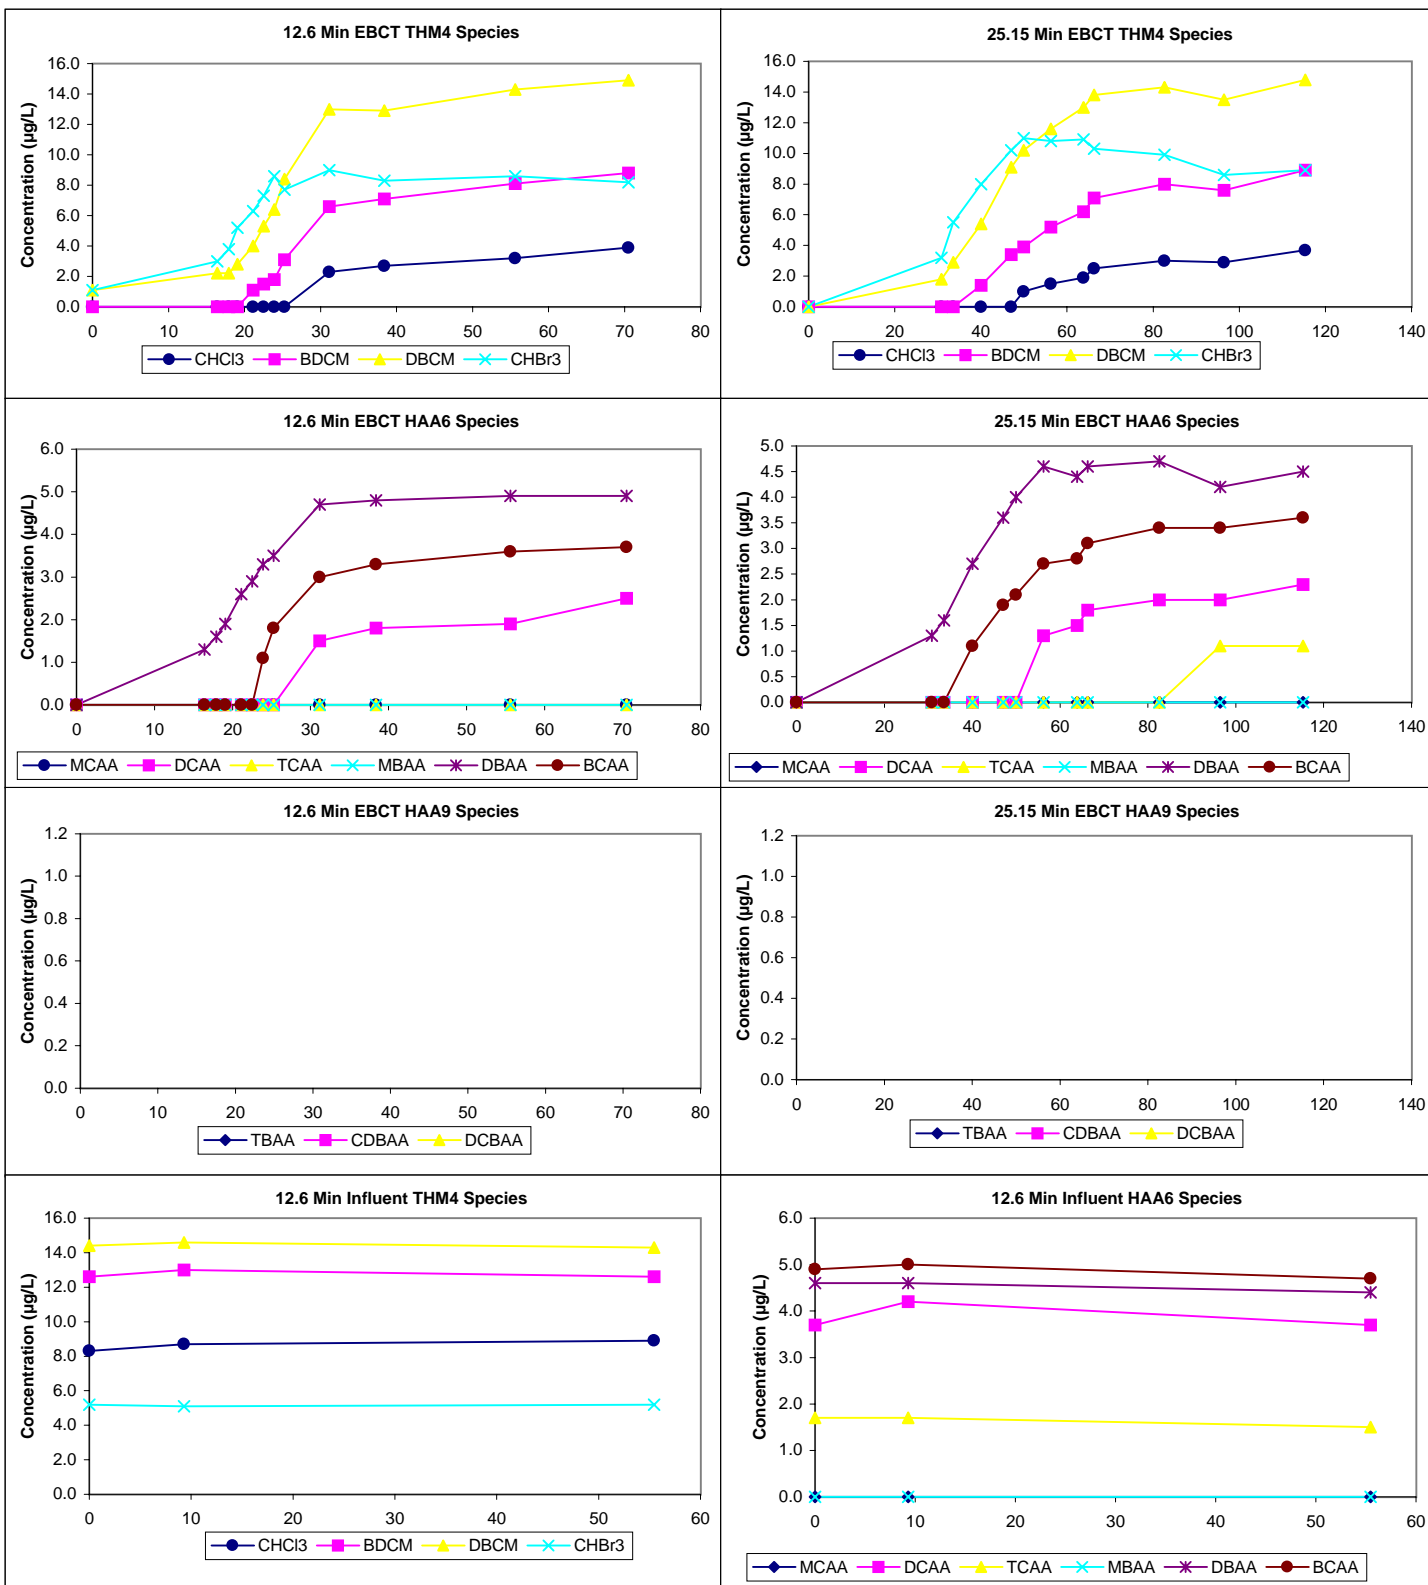 12.6 Min EBCT THM4 Species
Concentration (µg/L)
16.0
14.0
12.0
10.0
8.0
6.0
4.0
2.0
0.0
0 10 20 30 40 50 60 70 80
CHCl3 BDCM DBCM CHBr3
25.15 Min EBCT THM4 Species
Concentration (µg/L)
16.0
14.0
12.0
10.0
8.0
6.0
4.0
2.0
0.0
0 20 40 60 80 100 120 140
CHCl3 BDCM DBCM CHBr3
12.6 Min EBCT HAA6 Species
Concentration (µg/L)
6.0
5.0
4.0
3.0
2.0
1.0
0.0
0 10 20 30 40 50 60 70 80
MCAA DCAA TCAA MBAA DBAA BCAA
25.15 Min EBCT HAA6 Species
Concentration (µg/L)
5.0
4.5
4.0
3.5
3.0
2.5
2.0
1.5
1.0
0.5
0.0
0 20 40 60 80 100 120 140
MCAA DCAA TCAA MBAA DBAA BCAA
12.6 Min EBCT HAA9 Species
Concentration (µg/L)
1.2
1.0
0.8
0.6
0.4
0.2
0.0
0 10 20 30 40 50 60 70 80
TBAA CDBAA DCBAA
25.15 Min EBCT HAA9 Species
Concentration (µg/L)
1.2
1.0
0.8
0.6
0.4
0.2
0.0
0 20 40 60 80 100 120 140
TBAA CDBAA DCBAA
12.6 Min Influent THM4 Species
Concentration (µg/L)
16.0
14.0
12.0
10.0
8.0
6.0
4.0
2.0
0.0
0 10 20 30 40 50 60
CHCl3 BDCM DBCM CHBr3
12.6 Min Influent HAA6 Species
Concentration (µg/L)
6.0
5.0
4.0
3.0
2.0
1.0
0.0
0 10 20 30 40 50 60
MCAA DCAA TCAA MBAA DBAA BCAA